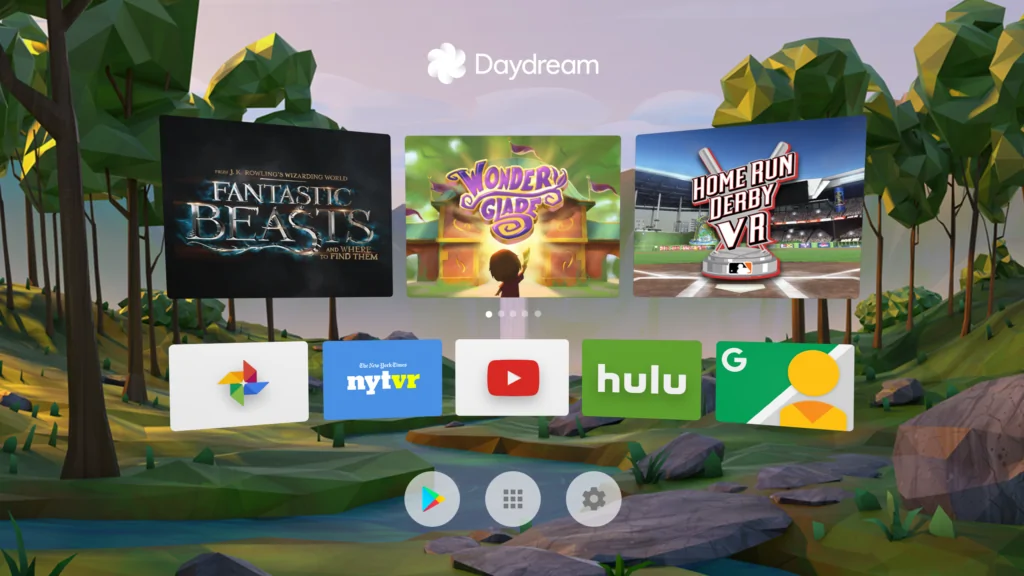 Daydream
FROM J.K. ROWLING'S WIZARDING WORLD
FANTASTIC
BEASTS
AND WHERE
TO FIND THEM
WONDERY
GLADE
HOME RUN
DERBY
VR
The New York Times
nytvr
hulu
G